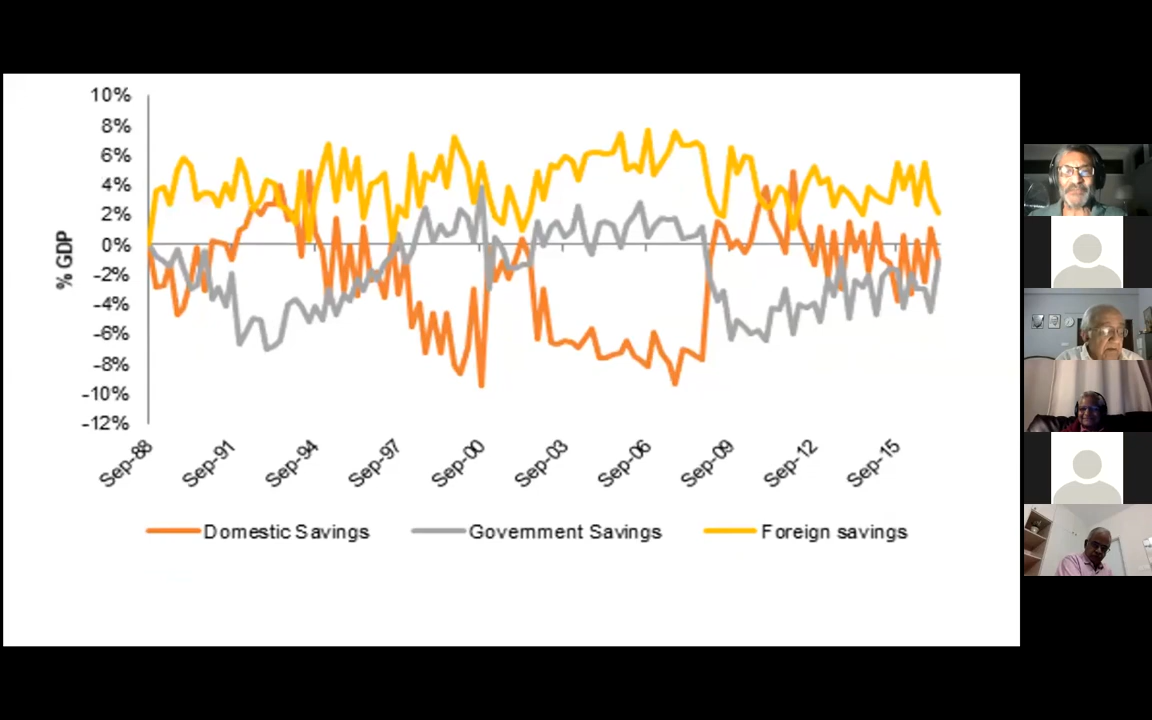 10%
8%
6%
4%
2%
0%
-2%
-4%
-6%
-8%
-10%
-12%
% GDP
Sep-88
Sep-91
Sep-94
Sep-97
Sep-00
Sep-03
Sep-06
Sep-09
Sep-12
Sep-15
Domestic Savings
Government Savings
Foreign savings